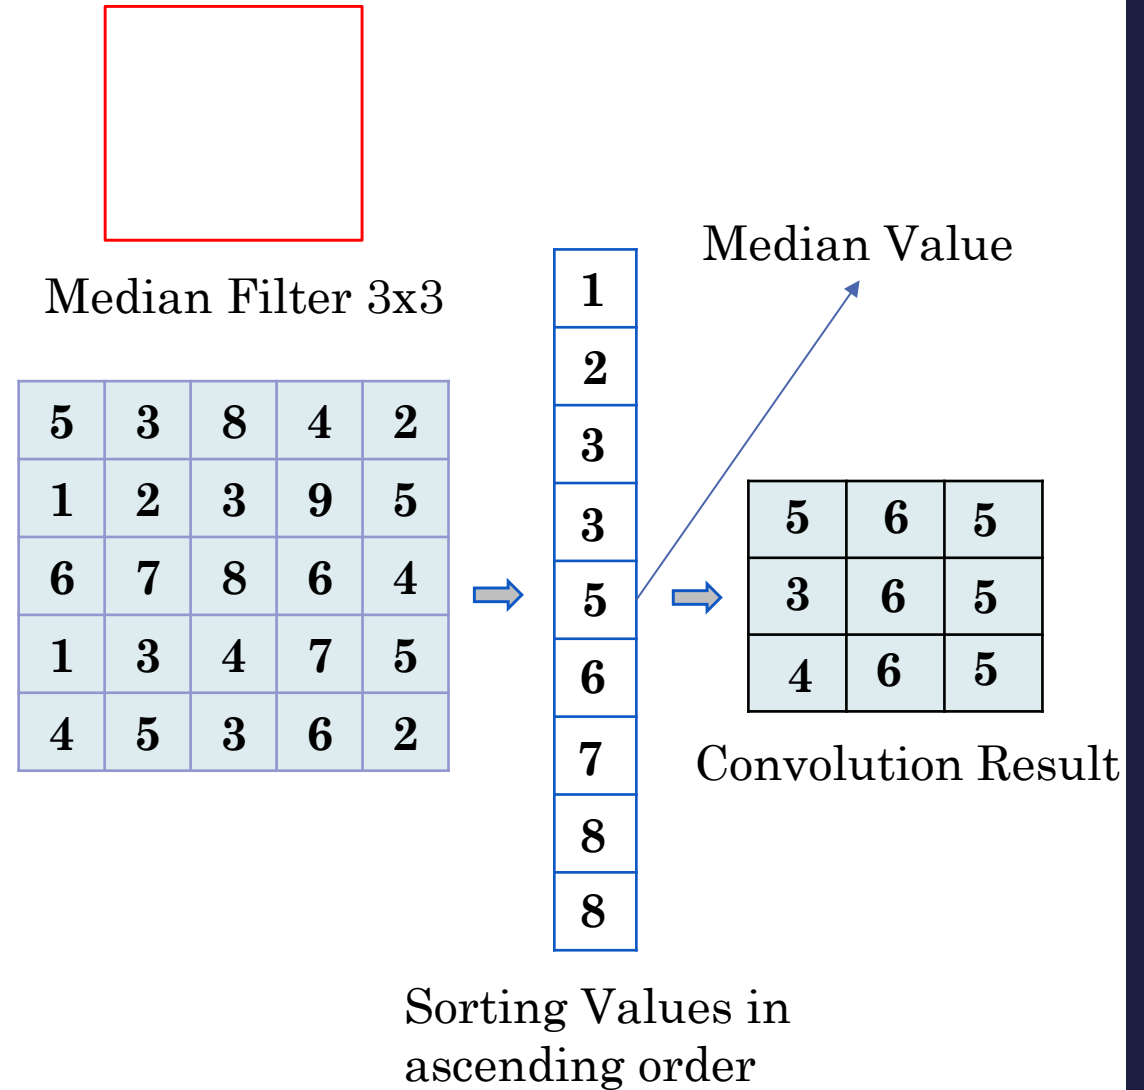 Median Filter 3x3
5 3 8 4 2
1 2 3 9 5
6 7 8 6 4
1 3 4 7 5
4 5 3 6 2
1
2
3
3
5
6
7
8
8
Sorting Values in
ascending order
Median Value
5 6 5
3 6 5
4 6 5
Convolution Result